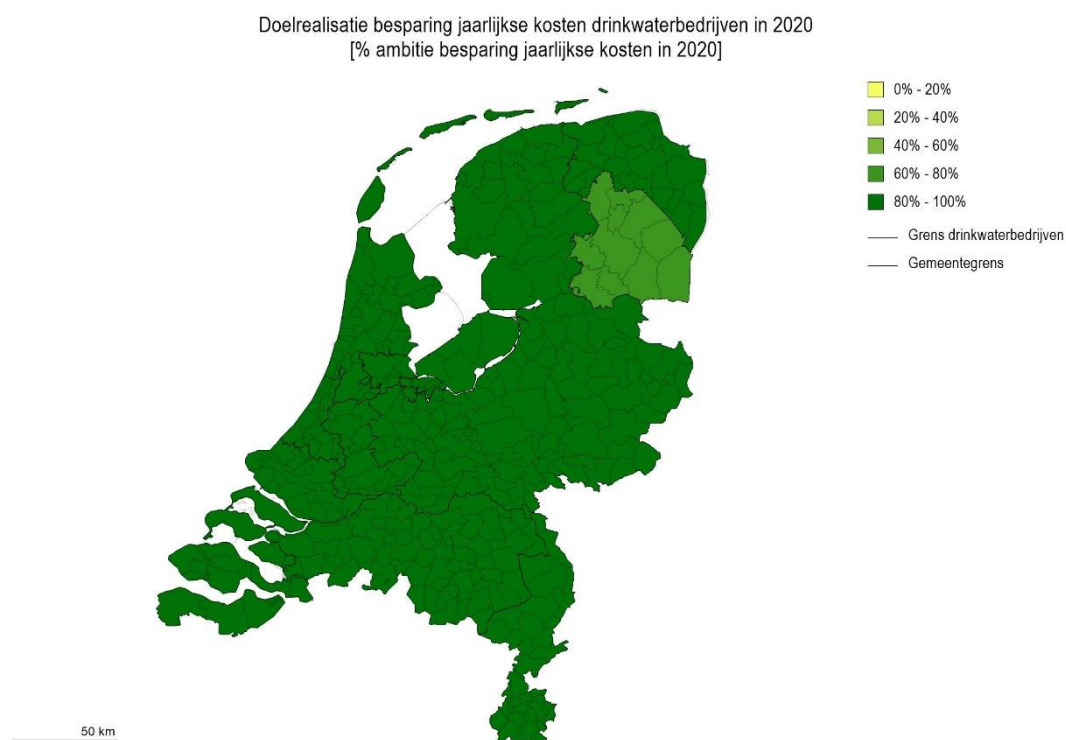 Doelrealisatie besparing jaarlijkse kosten drinkwaterbedrijven in 2020
[% ambitie besparing jaarlijkse kosten in 2020]
0% - 20%
20% - 40%
40% - 60%
60% - 80%
80% - 100%
Grens drinkwaterbedrijven
Gemeentegrens
50 km